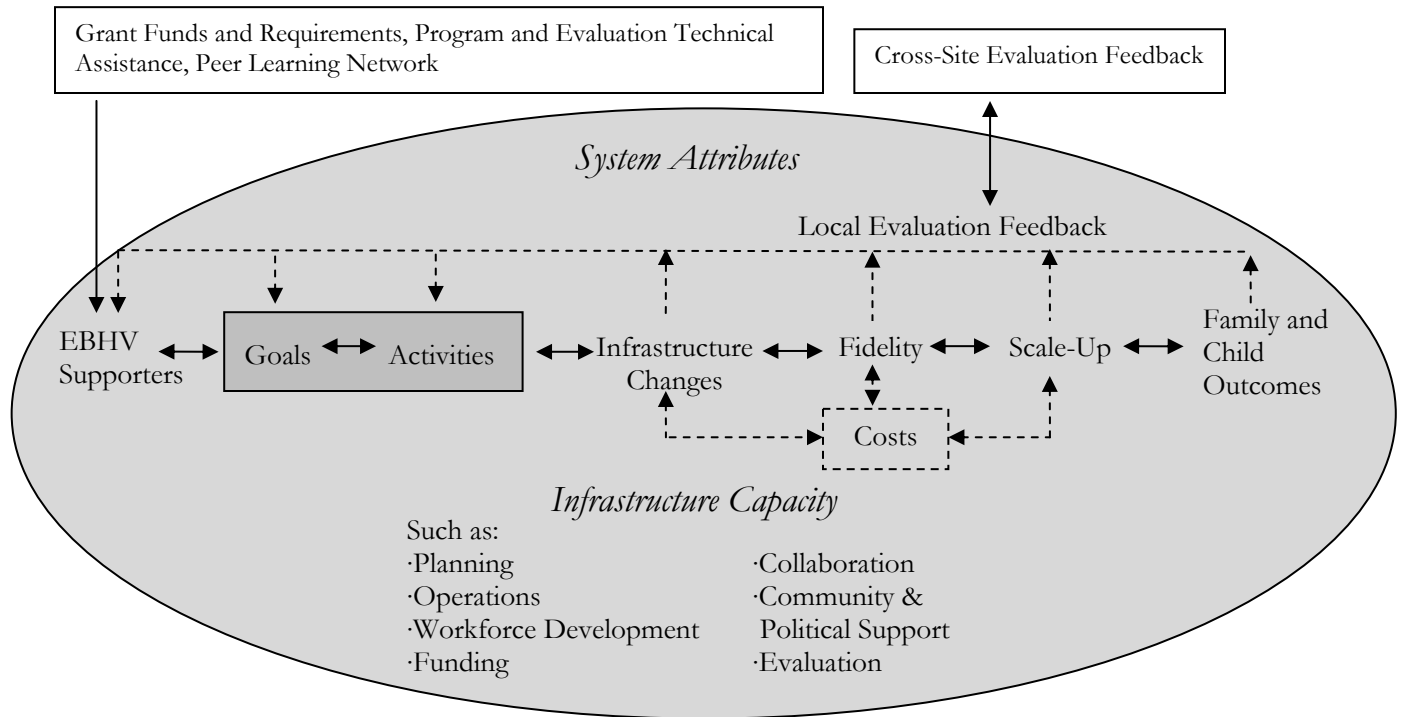 Grant Funds and Requirements, Program and Evaluation Technical
Assistance, Peer Learning Network
Cross-Site Evaluation Feedback
System Attributes
Local Evaluation Feedback
EBHV
Supporters
Goals
Activities
Infrastructure
Changes
Fidelity
Scale-Up
Family and
Child
Outcomes
Costs
Infrastructure Capacity
Such as:
·Planning
·Operations
·Workforce Development
·Funding
·Collaboration
·Community &
Political Support
·Evaluation